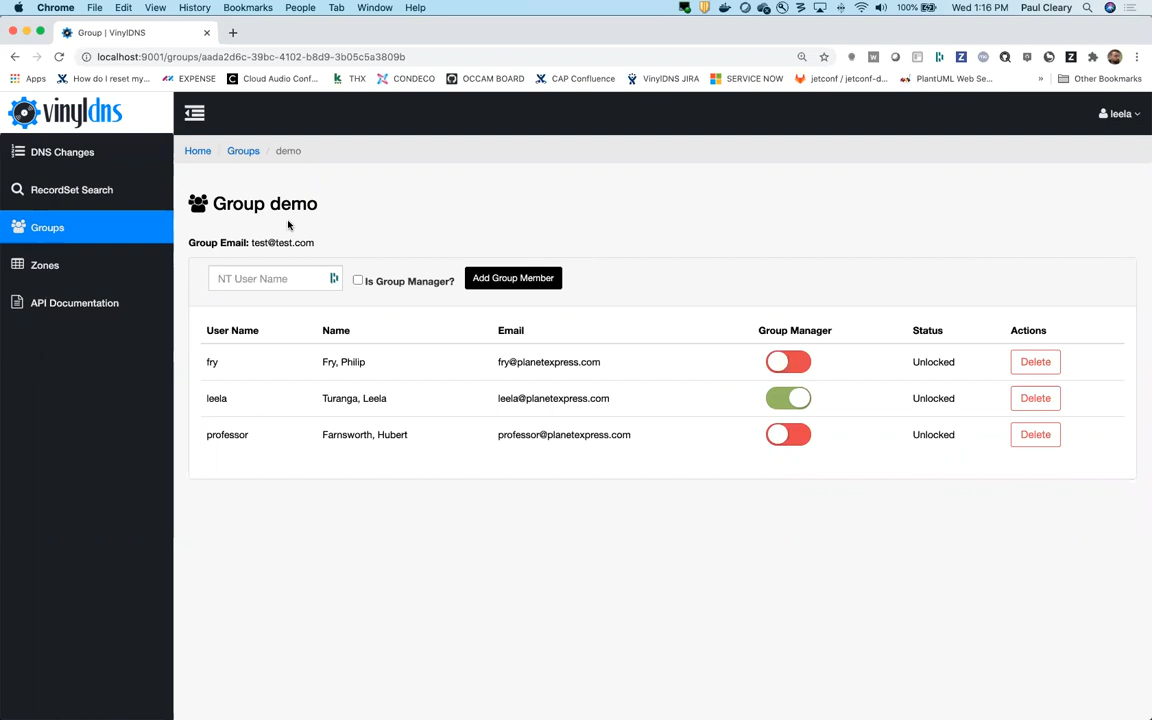 Chrome File Edit View History Bookmarks People Tab Window Help 100% Wed 1:16 PM Paul Cleary
Group | VinylDNS
localhost:9001/groups/aada2d6c-39bc-4102-b8d9-3b05c5a3809b
Apps How do I reset my... EXPENSE Cloud Audio Conf... THX CONDECO OCCAM BOARD CAP Confluence VinylDNS JIRA SERVICE NOW jetconf / jetconf-d... PlantUML Web Se... » Other Bookmarks
vinyldns
leela
DNS Changes
RecordSet Search
Groups
Zones
API Documentation
Home / Groups / demo
Group demo
Group Email: test@test.com
NT User Name Is Group Manager? Add Group Member
User Name Name Email Group Manager Status Actions
fry Fry, Philip fry@planetexpress.com Unlocked Delete
leela Turanga, Leela leela@planetexpress.com Unlocked Delete
professor Farnsworth, Hubert professor@planetexpress.com Unlocked Delete